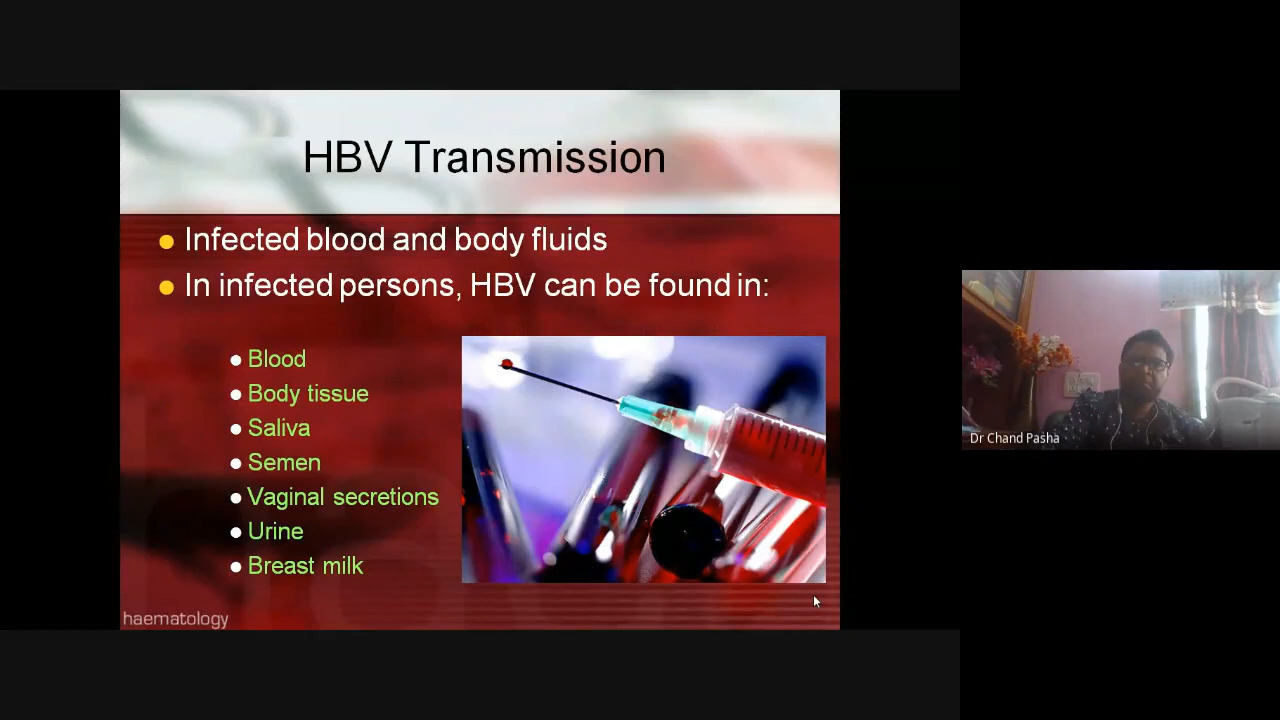 HBV Transmission
Infected blood and body fluids
In infected persons, HBV can be found in:
Blood
Body tissue
Saliva
Semen
Vaginal secretions
Urine
Breast milk
haematology
Dr Chand Pasha